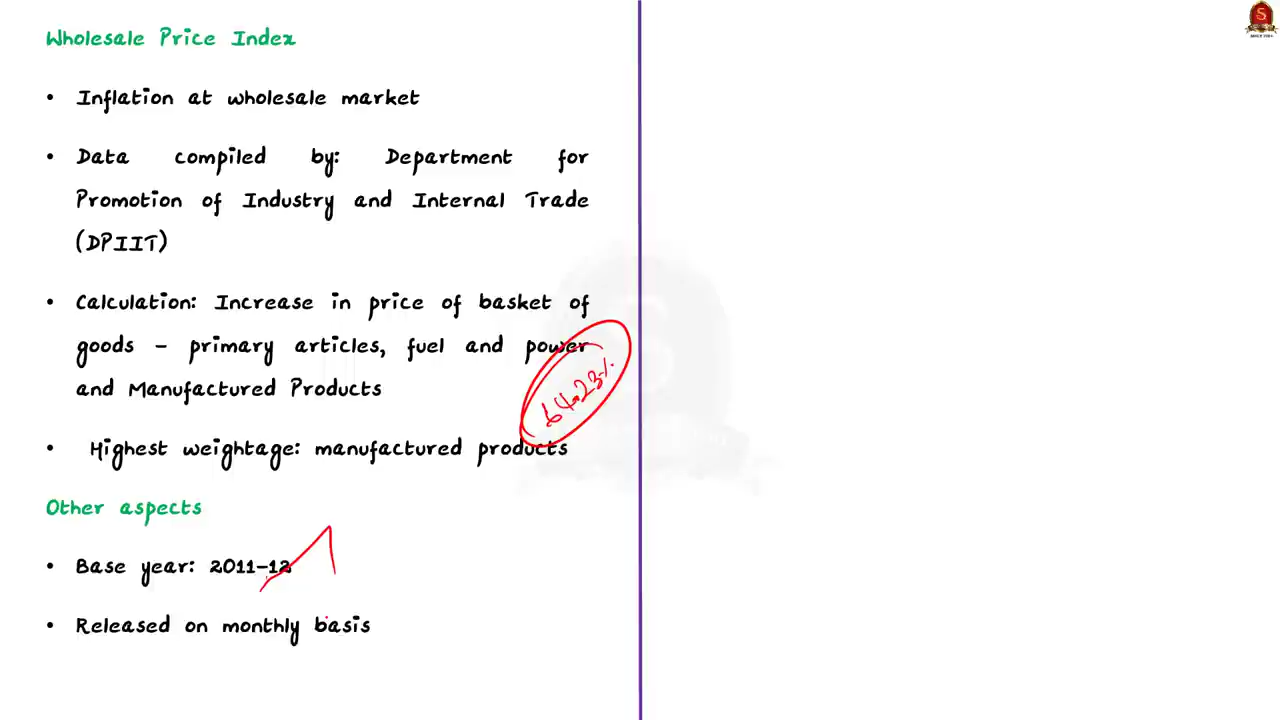 Wholesale Price Index
• Inflation at wholesale market
• Data compiled by: Department for
Promotion of Industry and Internal Trade
(DPIIT)
• Calculation: Increase in price of basket of
goods – primary articles, fuel and power
and Manufactured Products
64.23%
• Highest weightage: manufactured products
Other aspects
• Base year: 2011-12
• Released on monthly basis